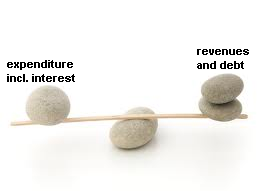 expenditure
incl. interest
revenues
and debt